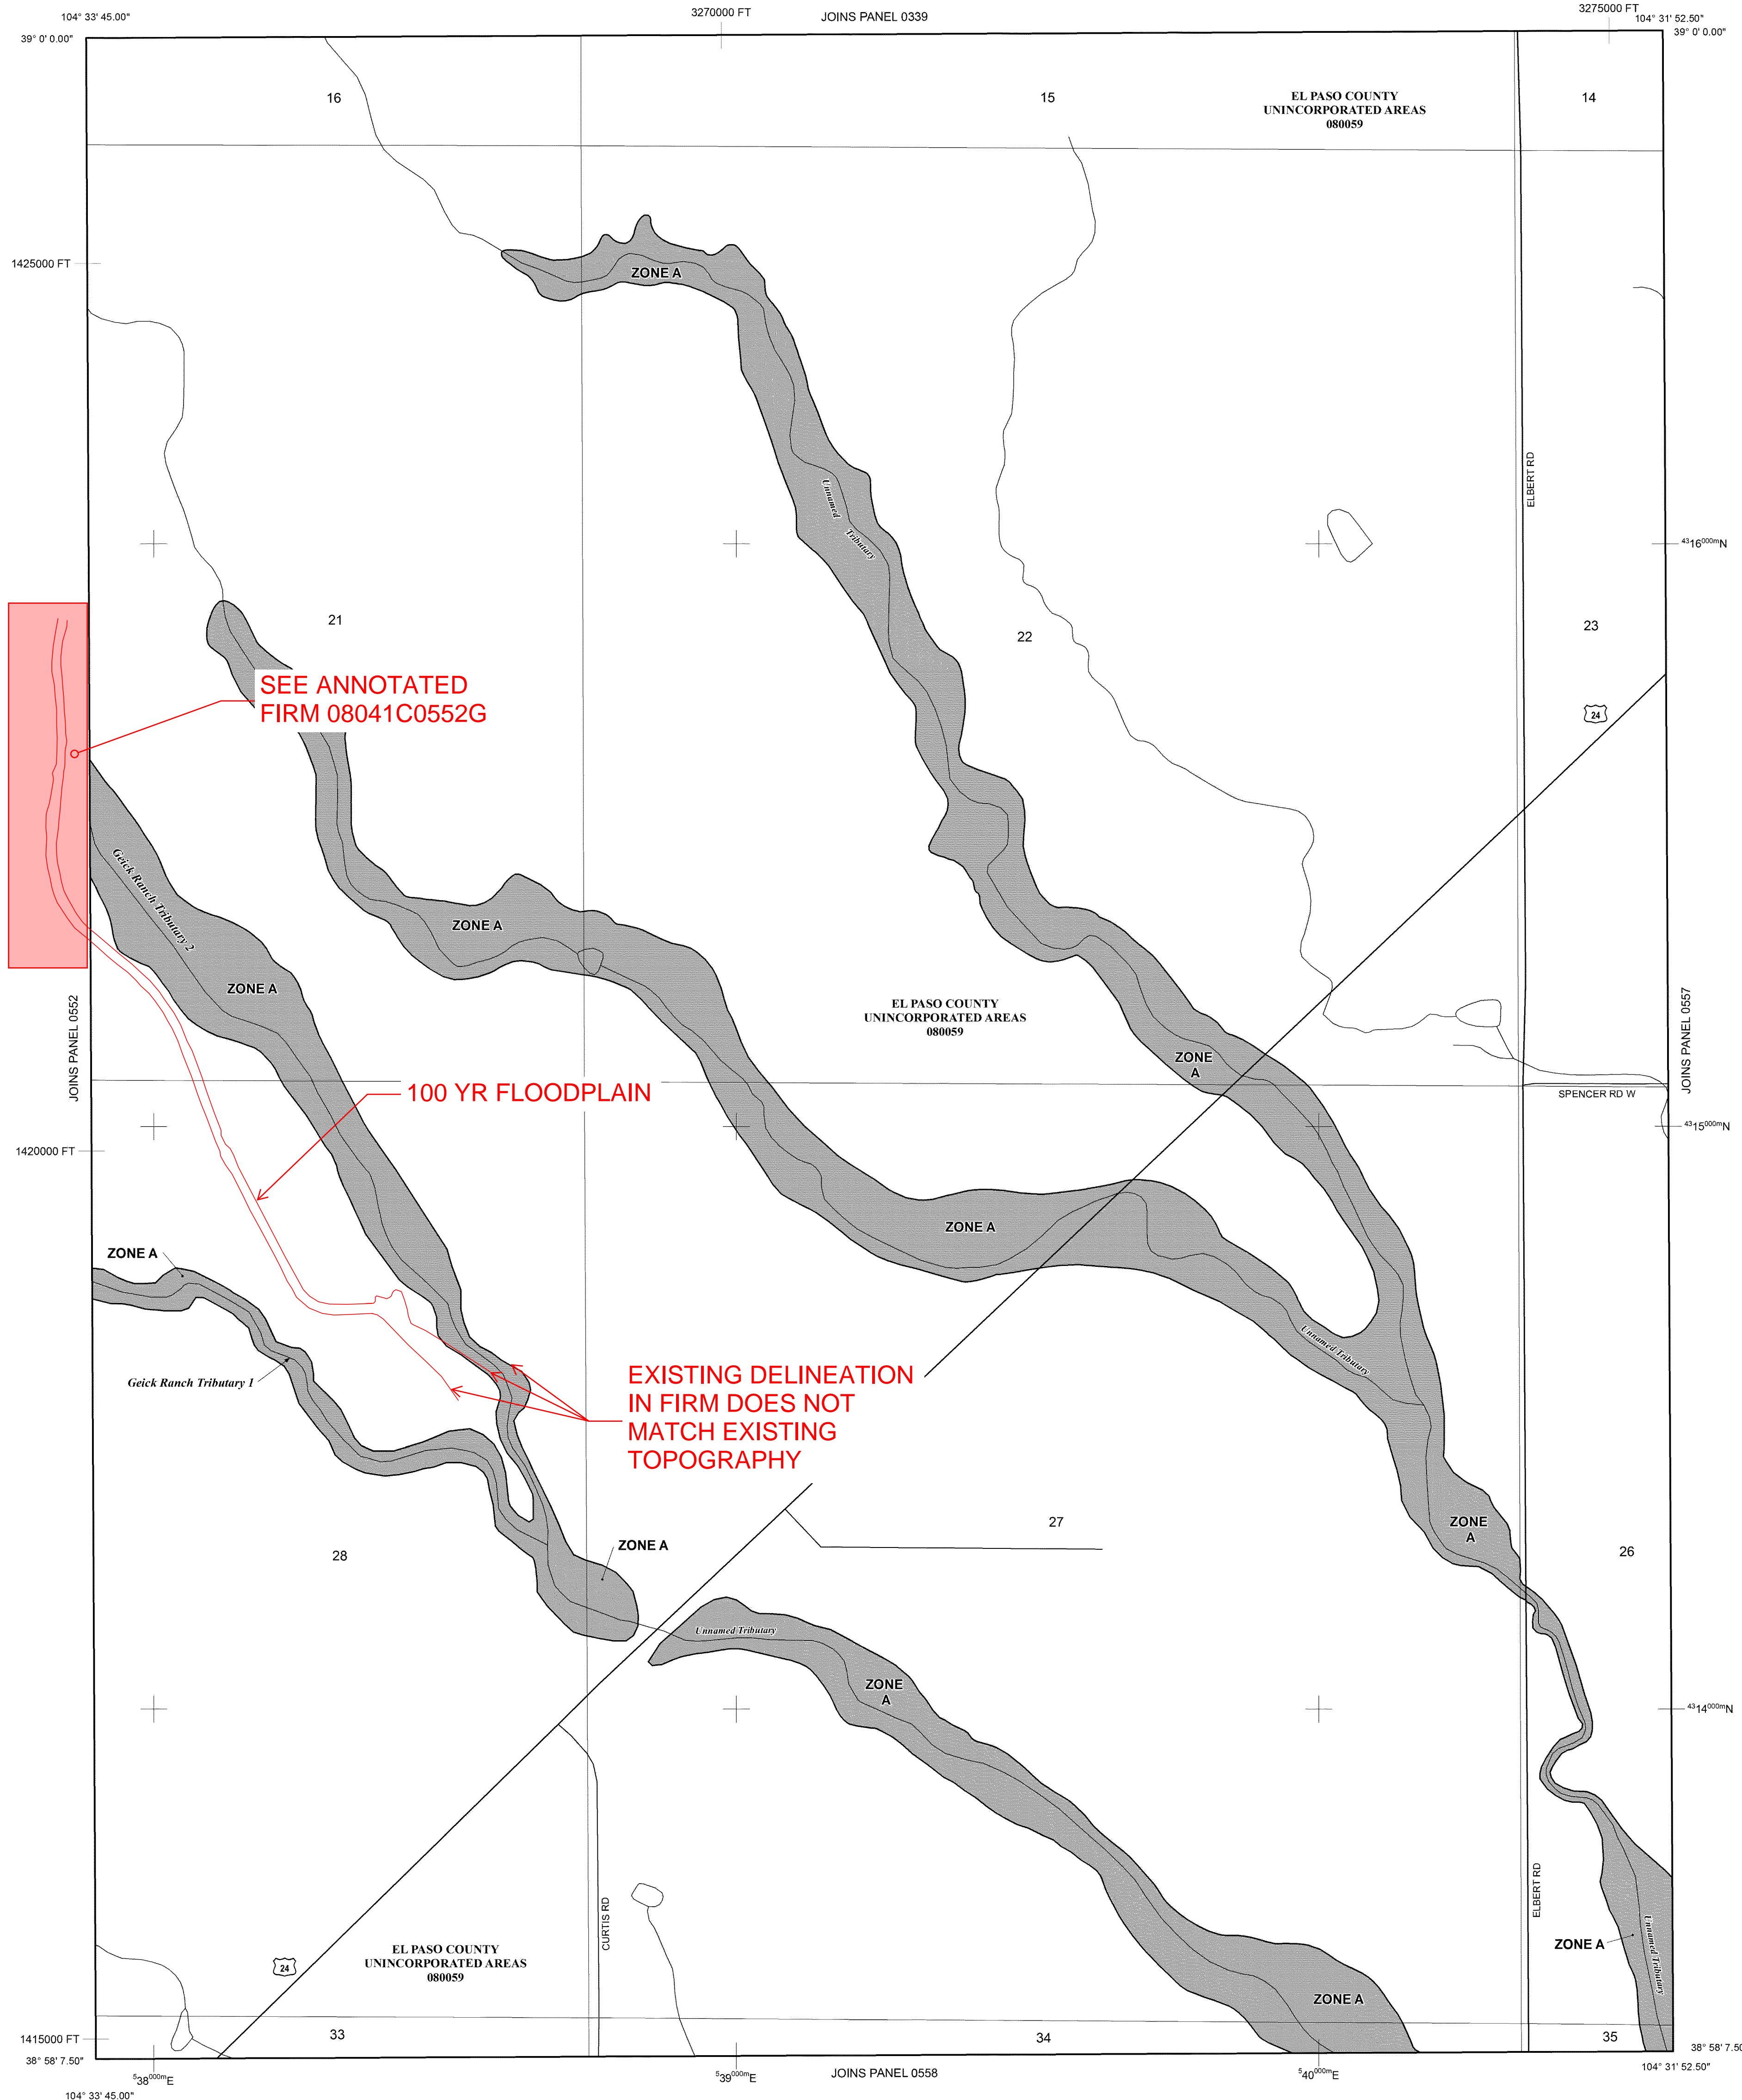 104° 33' 45.00"
3270000 FT
JOINS PANEL 0339
3275000 FT
104° 31' 52.50"
39° 0' 0.00"
39° 0' 0.00"
16
15
EL PASO COUNTY
UNINCORPORATED AREAS
080059
14
1425000 FT
ZONE A
ELBERT RD
Unnamed
Tributary
4316000mN
21
22
23
SEE ANNOTATED
FIRM 08041C0552G
24
Geick Ranch Tributary 2
ZONE A
ZONE A
JOINS PANEL 0552
EL PASO COUNTY
UNINCORPORATED AREAS
080059
JOINS PANEL 0557
ZONE
A
100 YR FLOODPLAIN
SPENCER RD W
4315000mN
1420000 FT
ZONE A
ZONE A
Unnamed Tributary
Geick Ranch Tributary 1
EXISTING DELINEATION
IN FIRM DOES NOT
MATCH EXISTING
TOPOGRAPHY
27
ZONE
A
28
ZONE A
26
Unnamed Tributary
ZONE
A
4314000mN
CURTIS RD
ELBERT RD
EL PASO COUNTY
UNINCORPORATED AREAS
080059
24
ZONE A
Unnamed Tributary
ZONE A
33
34
35
1415000 FT
38° 58' 7.50"
38° 58' 7.50
538000mE
539000mE
JOINS PANEL 0558
540000mE
104° 31' 52.50"
104° 33' 45.00"